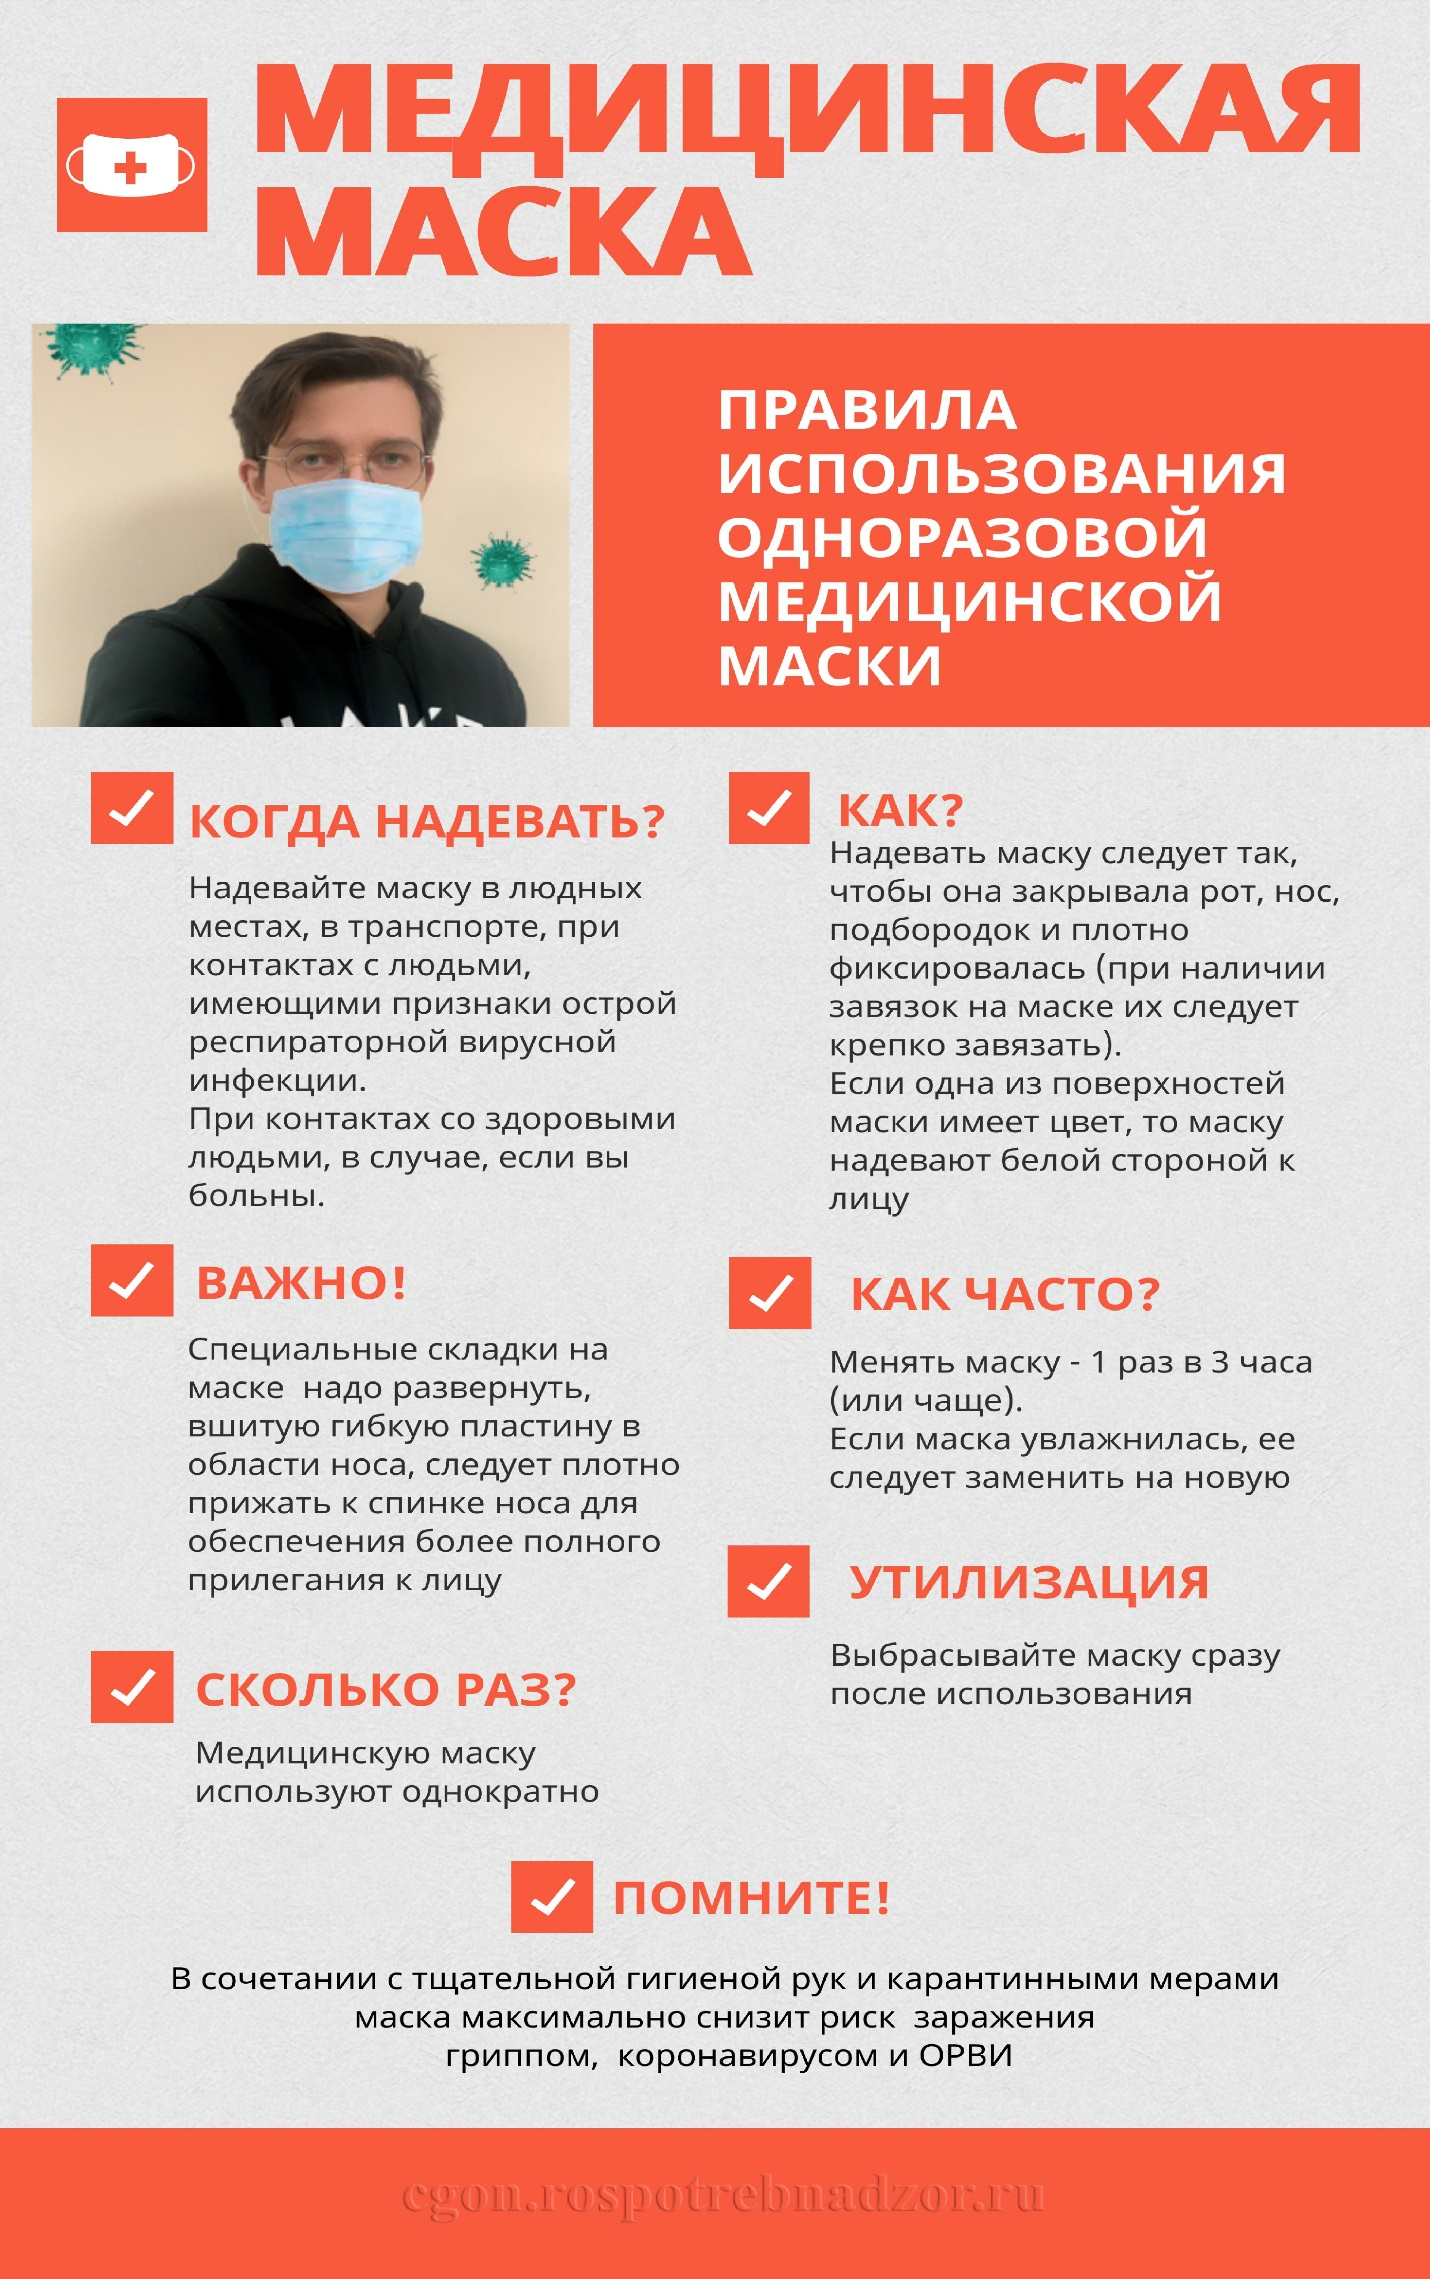 МЕДИЦИНСКАЯ
МАСКА
ПРАВИЛА
ИСПОЛЬЗОВАНИЯ
ОДНОРАЗОВОЙ
МЕДИЦИНСКОЙ
МАСКИ
КОГДА НАДЕВАТЬ?
Надевайте маску в людных
местах, в транспорте, при
контактах с людьми,
имеющими признаки острой
респираторной вирусной
инфекции.
При контактах со здоровыми
людьми, в случае, если вы
больны.
ВАЖНО!
Специальные складки на
маске  надо развернуть,
вшитую гибкую пластину в
области носа, следует плотно
прижать к спинке носа для
обеспечения более полного
прилегания к лицу
СКОЛЬКО РАЗ?
Медицинскую маску
используют однократно
КАК?
Надевать маску следует так,
чтобы она закрывала рот, нос,
подбородок и плотно
фиксировалась (при наличии
завязок на маске их следует
крепко завязать).
Если одна из поверхностей
маски имеет цвет, то маску
надевают белой стороной к
лицу
КАК ЧАСТО?
Менять маску - 1 раз в 3 часа
(или чаще).
Если маска увлажнилась, ее
следует заменить на новую
УТИЛИЗАЦИЯ
Выбрасывайте маску сразу
после использования
ПОМНИТЕ!
В сочетании с тщательной гигиеной рук и карантинными мерами
маска максимально снизит риск  заражения
гриппом,  коронавирусом и ОРВИ
cgon.rospotrebnadzor.ru